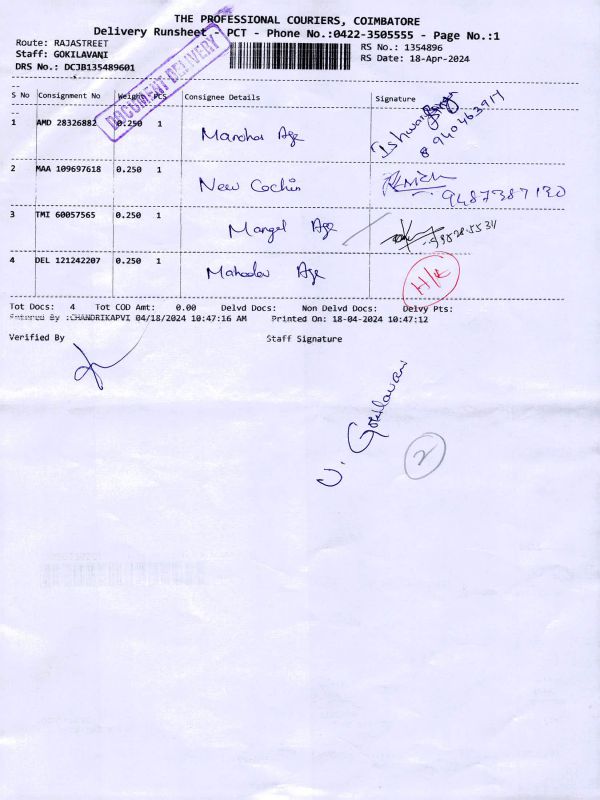 THE PROFESSIONAL COURIERS, COIMBATORE
Delivery Runsheet - PCT - Phone No.:0422-3505555 - Page No.:1
Route: RAJASTREET
RS No.: 1354896
Staff: GOKILAVANI
RS Date: 18-Apr-2024
DRS No.: DCJB135489601
DOCUMENT DELIVERY
S No Consignment No Weight PCS Consignee Details Signature
1 AMD 28326882 0.250 1 Manohar Age
2 MAA 109697618 0.250 1 New Cochin 9487387120
3 TMI 60057565 0.250 1 Mangal Age
4 DEL 121242207 0.250 1 Mahadev Age
Tot Docs: 4 Tot COD Amt: 0.00 Delvd Docs: Non Delvd Docs: Delvy Pts:
Entered By :CHANDRIKAPVI 04/18/2024 10:47:16 AM Printed On: 18-04-2024 10:47:12
Verified By Staff Signature
V. Gokilavani
2